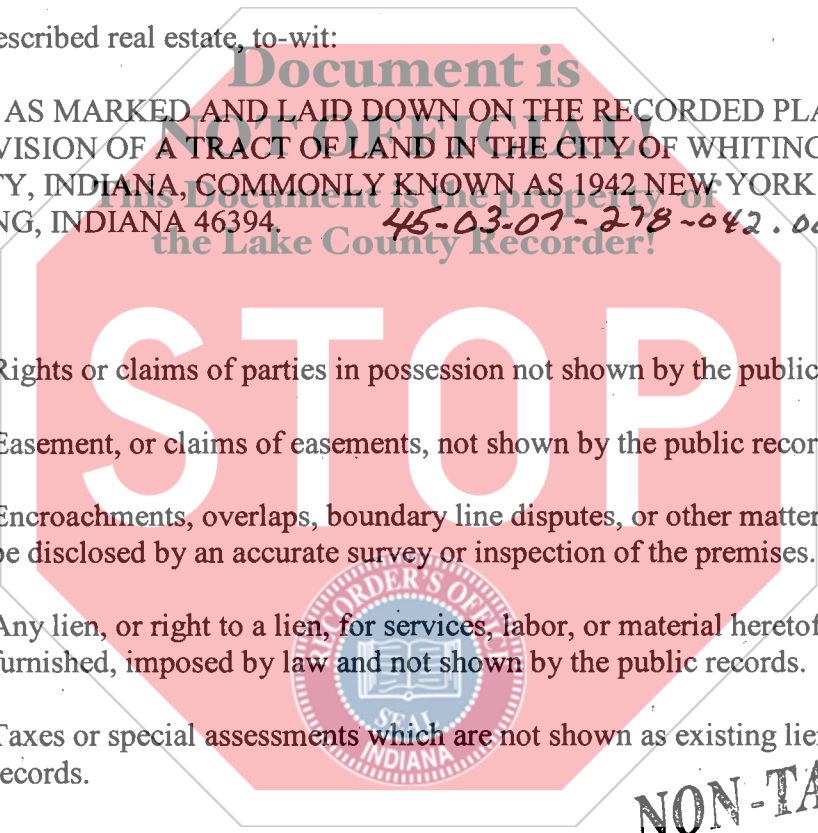 escribed real estate, to-wit:
Document is
AS MARKED AND LAID DOWN ON THE RECORDED PLA
NOT OFFICIAL!
VISION OF A TRACT OF LAND IN THE CITY OF WHITING
TY, INDIANA, COMMONLY KNOWN AS 1942 NEW YORK
This Document is the property of
NG, INDIANA 46394. 45-03-07-278-042.00
the Lake County Recorder!
STOP
Rights or claims of parties in possession not shown by the public
Easement, or claims of easements, not shown by the public recor
Encroachments, overlaps, boundary line disputes, or other matter
be disclosed by an accurate survey or inspection of the premises.
Any lien, or right to a lien, for services, labor, or material heretof
furnished, imposed by law and not shown by the public records.
Taxes or special assessments which are not shown as existing lien
records.
RECORDER'S OFFICE
SEAL
INDIANA
NON-TA